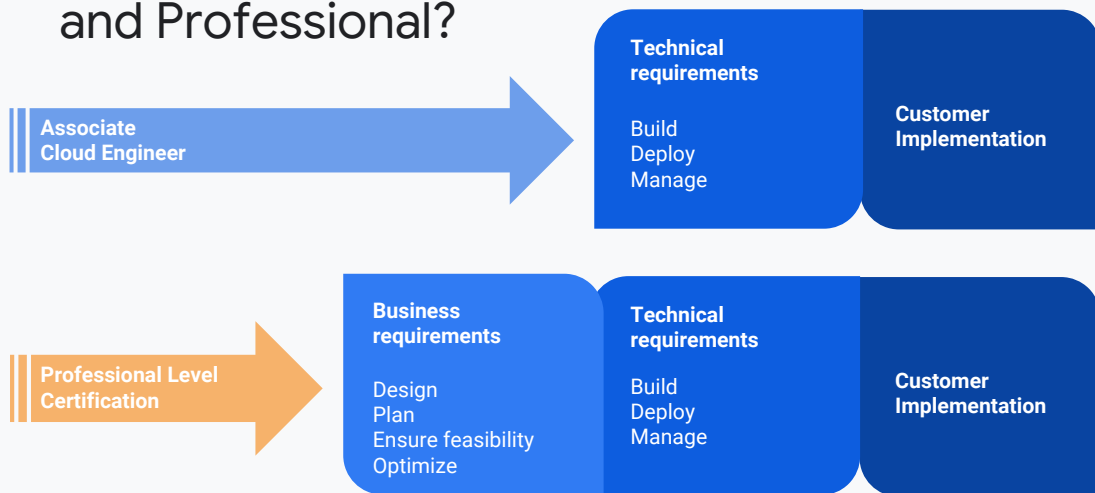 and Professional?
Associate
Cloud Engineer
Technical
requirements
Build
Deploy
Manage
Customer
Implementation
Professional Level
Certification
Business
requirements
Design
Plan
Ensure feasibility
Optimize
Technical
requirements
Build
Deploy
Manage
Customer
Implementation